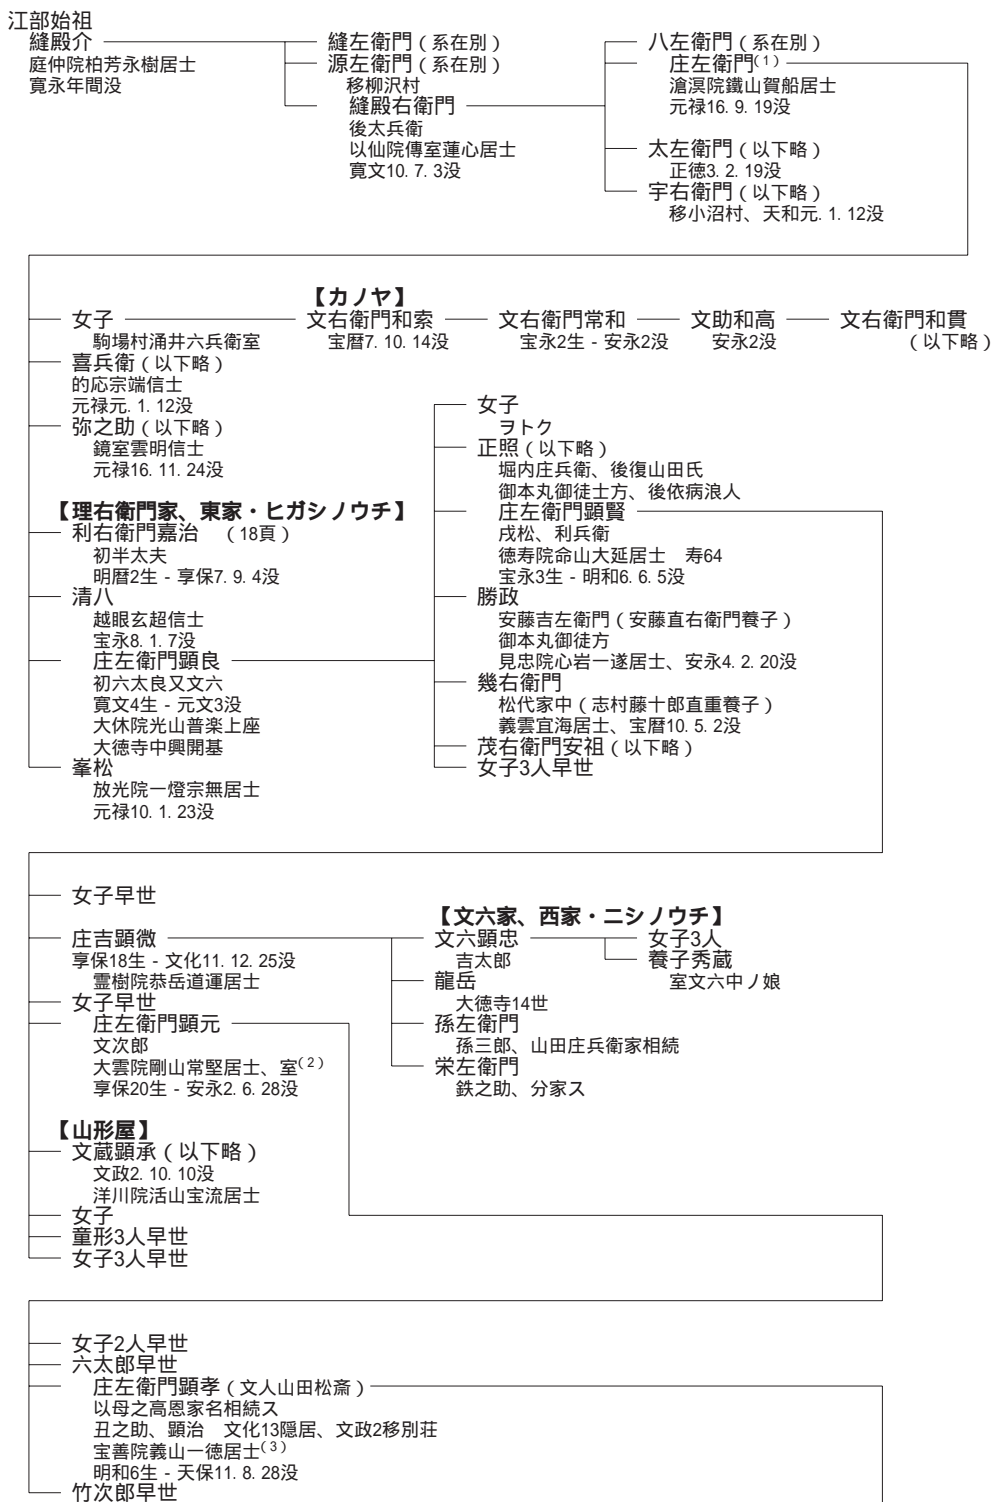 江部始祖
縫殿介
庭仲院柏芳永樹居士
寛永年間没
縫左衛門（系在別）
源左衛門（系在別）
移柳沢村
縫殿右衛門
後太兵衛
以仙院傳室蓮心居士
寛文10. 7. 3没
八左衛門（系在別）
庄左衛門(1)
滄溟院鐵山賀船居士
元禄16. 9. 19没
太左衛門（以下略）
正徳3. 2. 19没
宇右衛門（以下略）
移小沼村、天和元. 1. 12没
女子
駒場村涌井六兵衛室
【カノヤ】
文右衛門和索
宝暦7. 10. 14没
文右衛門常和
宝永2生 - 安永2没
文助和高
安永2没
文右衛門和貫
（以下略）
喜兵衛（以下略）
的応宗端信士
元禄元. 1. 12没
弥之助（以下略）
鏡室雲明信士
元禄16. 11. 24没
【理右衛門家、東家・ヒガシノウチ】
利右衛門嘉治　（18頁）
初半太夫
明暦2生 - 享保7. 9. 4没
清八
越眼玄超信士
宝永8. 1. 7没
庄左衛門顕良
初六太良又文六
寛文4生 - 元文3没
大休院光山普楽上座
大徳寺中興開基
峯松
放光院一燈宗無居士
元禄10. 1. 23没
女子
ヲトク
正照（以下略）
堀内庄兵衛、後復山田氏
御本丸御徒士方、後依病浪人
庄左衛門顕賢
戌松、利兵衛
徳寿院命山大延居士　寿64
宝永3生 - 明和6. 6. 5没
勝政
安藤吉左衛門（安藤直右衛門養子）
御本丸御徒方
見忠院心岩一遂居士、安永4. 2. 20没
幾右衛門
松代家中（志村藤十郎直重養子）
義雲宜海居士、宝暦10. 5. 2没
茂右衛門安祖（以下略）
女子3人早世
女子早世
庄吉顕微
享保18生 - 文化11. 12. 25没
霊樹院恭岳道運居士
女子早世
庄左衛門顕元
文次郎
大雲院剛山常堅居士、室(2)
享保20生 - 安永2. 6. 28没
【山形屋】
文蔵顕承（以下略）
文政2. 10. 10没
洋川院活山宝流居士
女子
童形3人早世
女子3人早世
【文六家、西家・ニシノウチ】
文六顕忠
吉太郎
龍岳
大徳寺14世
孫左衛門
孫三郎、山田庄兵衛家相続
栄左衛門
鉄之助、分家ス
女子3人
養子秀蔵
室文六中ノ娘
女子2人早世
六太郎早世
庄左衛門顕孝（文人山田松斎）
以母之高恩家名相続ス
丑之助、顕治　文化13隠居、文政2移別荘
宝善院義山一徳居士(3)
明和6生 - 天保11. 8. 28没
竹次郎早世